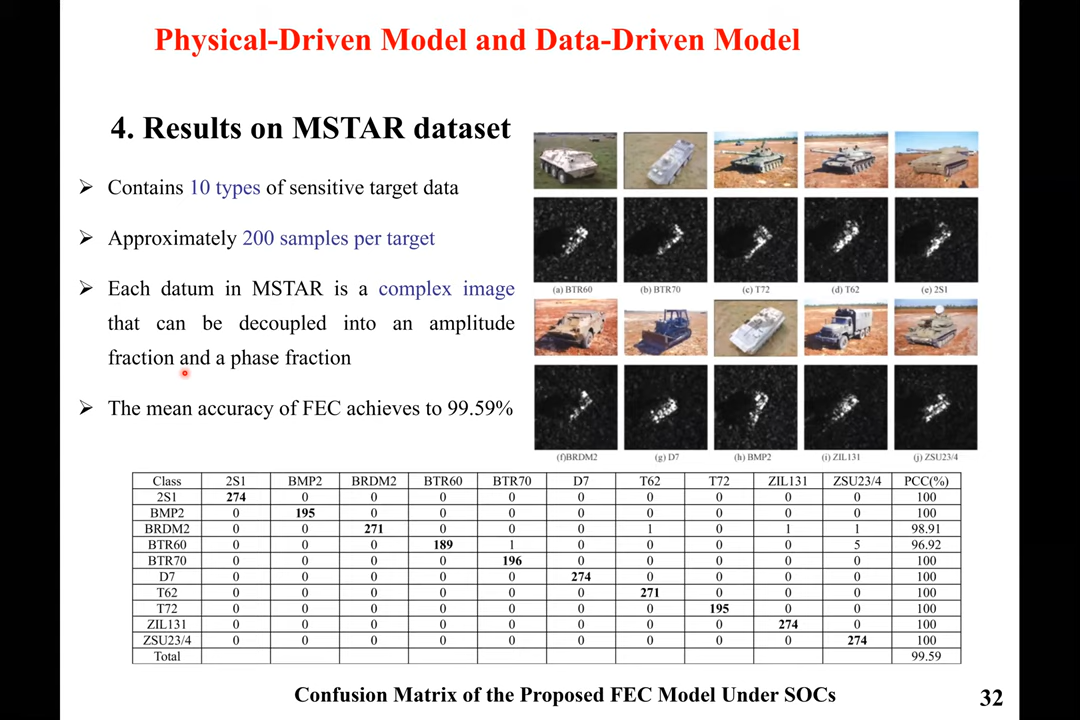 Physical-Driven Model and Data-Driven Model
4. Results on MSTAR dataset
➢ Contains 10 types of sensitive target data
➢ Approximately 200 samples per target
➢ Each datum in MSTAR is a complex image
that can be decoupled into an amplitude
fraction and a phase fraction
➢ The mean accuracy of FEC achieves to 99.59%
(a) BTR60 (b) BTR70 (c) T72 (d) T62 (e) 2S1
(f)BRDM2 (g) D7 (h) BMP2 (i) ZIL131 (j) ZSU23/4
Class 2S1 BMP2 BRDM2 BTR60 BTR70 D7 T62 T72 ZIL131 ZSU23/4 PCC(%)
2S1 274 0 0 0 0 0 0 0 0 0 100
BMP2 0 195 0 0 0 0 0 0 0 0 100
BRDM2 0 0 271 0 0 0 1 0 1 1 98.91
BTR60 0 0 0 189 1 0 0 0 0 5 96.92
BTR70 0 0 0 0 196 0 0 0 0 0 100
D7 0 0 0 0 0 274 0 0 0 0 100
T62 0 0 0 0 0 0 271 0 0 0 100
T72 0 0 0 0 0 0 0 195 0 0 100
ZIL131 0 0 0 0 0 0 0 0 274 0 100
ZSU23/4 0 0 0 0 0 0 0 0 0 274 100
Total 99.59
Confusion Matrix of the Proposed FEC Model Under SOCs
32